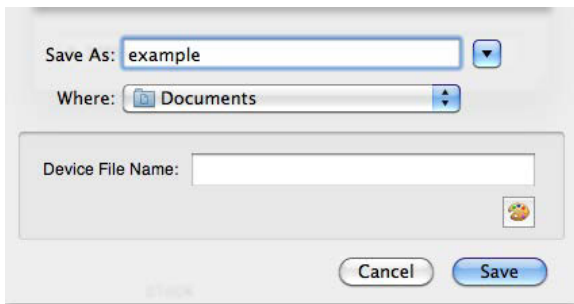 Save As: example
Where: Documents
Device File Name:
Cancel Save